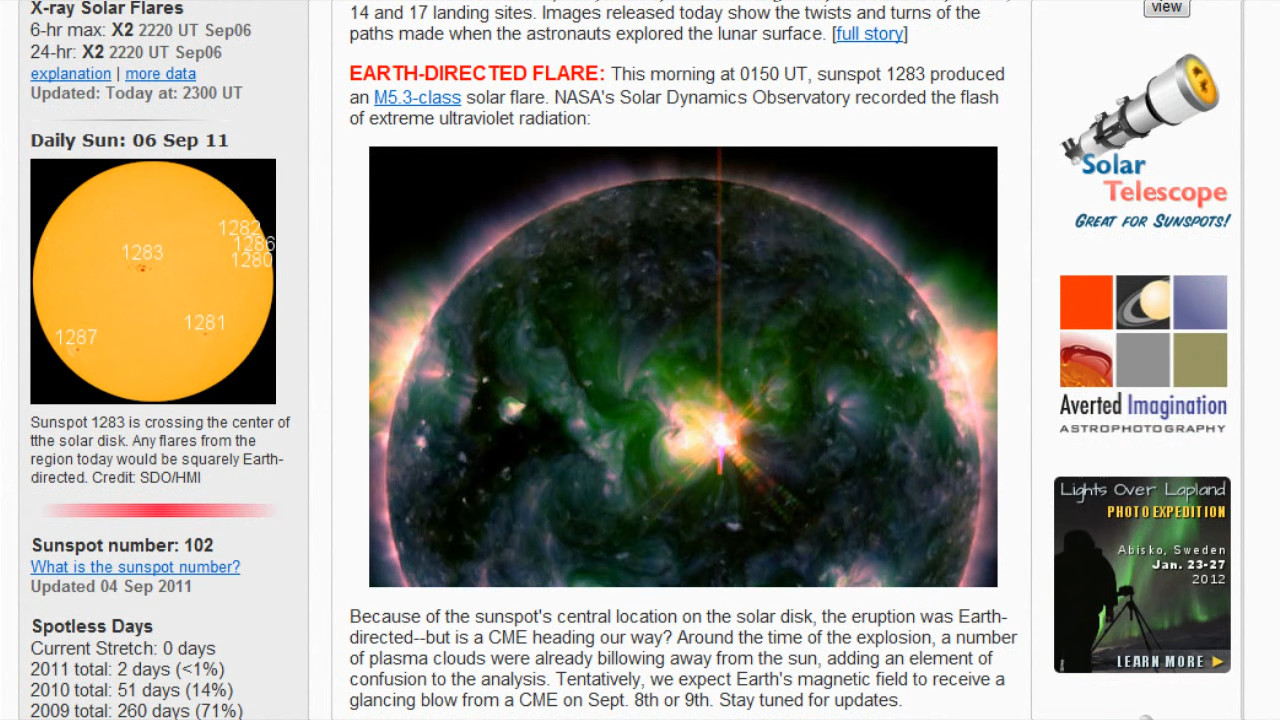 X-ray Solar Flares
6-hr max: X2 2220 UT Sep06
24-hr: X2 2220 UT Sep06
explanation | more data
Updated: Today at: 2300 UT
Daily Sun: 06 Sep 11
1282
1286
1283
1280
1281
1287
Sunspot 1283 is crossing the center of
tthe solar disk. Any flares from the
region today would be squarely Earth-
directed. Credit: SDO/HMI
Sunspot number: 102
What is the sunspot number?
Updated 04 Sep 2011
Spotless Days
Current Stretch: 0 days
2011 total: 2 days (<1%)
2010 total: 51 days (14%)
2009 total: 260 days (71%)
14 and 17 landing sites. Images released today show the twists and turns of the
paths made when the astronauts explored the lunar surface. [full story]
EARTH-DIRECTED FLARE: This morning at 0150 UT, sunspot 1283 produced
an M5.3-class solar flare. NASA's Solar Dynamics Observatory recorded the flash
of extreme ultraviolet radiation:
Because of the sunspot's central location on the solar disk, the eruption was Earth-
directed--but is a CME heading our way? Around the time of the explosion, a number
of plasma clouds were already billowing away from the sun, adding an element of
confusion to the analysis. Tentatively, we expect Earth's magnetic field to receive a
glancing blow from a CME on Sept. 8th or 9th. Stay tuned for updates.
view
Solar
Telescope
GREAT FOR SUNSPOTS!
Averted Imagination
ASTROPHOTOGRAPHY
Lights Over Lapland
PHOTO EXPEDITION
Abisko, Sweden
Jan. 23-27
2012
LEARN MORE